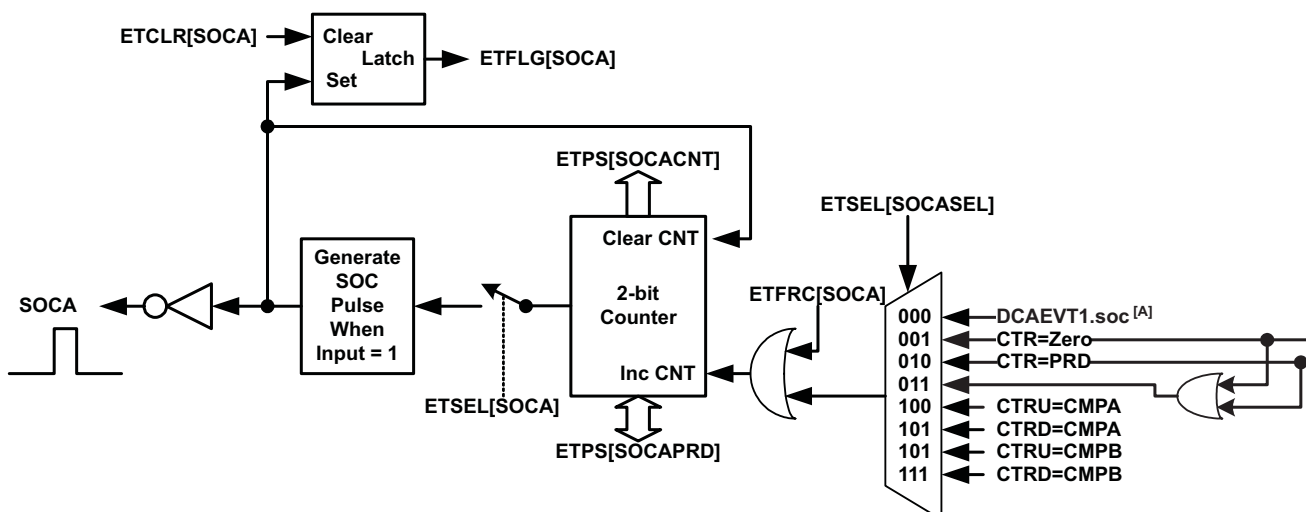 ETCLR[SOCA]
Clear
Latch
Set
ETFLG[SOCA]
ETPS[SOCACNT]
ETSEL[SOCASEL]
Clear CNT
2-bit
Counter
Inc CNT
Generate
SOC
Pulse
When
Input = 1
SOCA
ETSEL[SOCA]
ETPS[SOCAPRD]
ETFRC[SOCA]
000 DCAEVT1.soc [A]
001 CTR=Zero
010 CTR=PRD
011
100 CTRU=CMPA
101 CTRD=CMPA
101 CTRU=CMPB
111 CTRD=CMPB